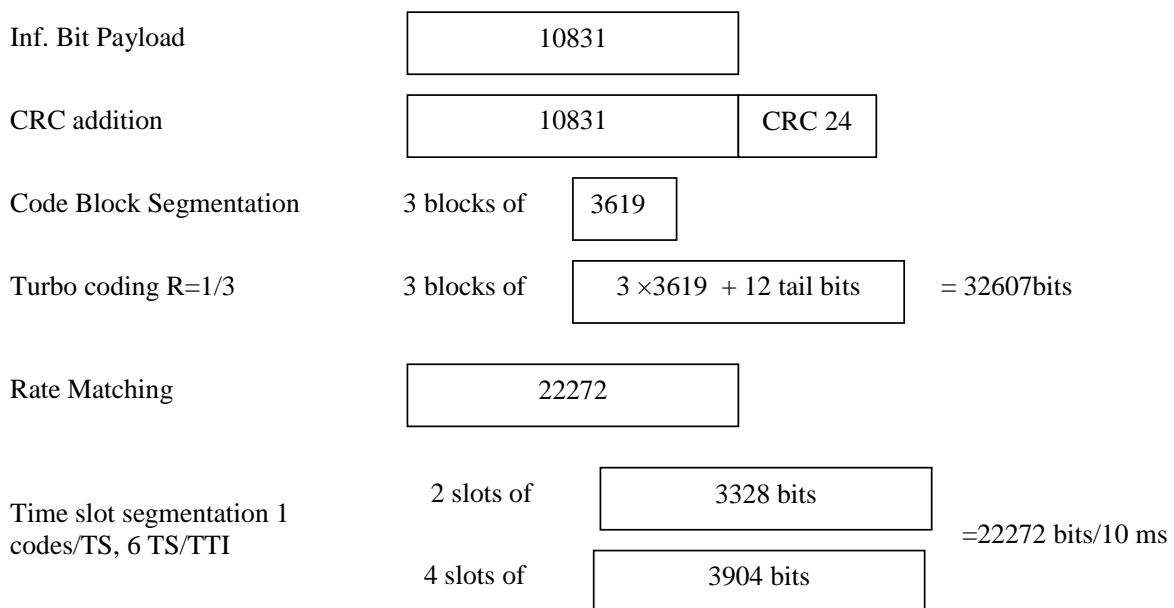 Inf. Bit Payload 10831
CRC addition 10831 CRC 24
Code Block Segmentation 3 blocks of 3619
Turbo coding R=1/3 3 blocks of 3 ×3619 + 12 tail bits = 32607bits
Rate Matching 22272
2 slots of 3328 bits
Time slot segmentation 1
codes/TS, 6 TS/TTI
=22272 bits/10 ms
4 slots of 3904 bits